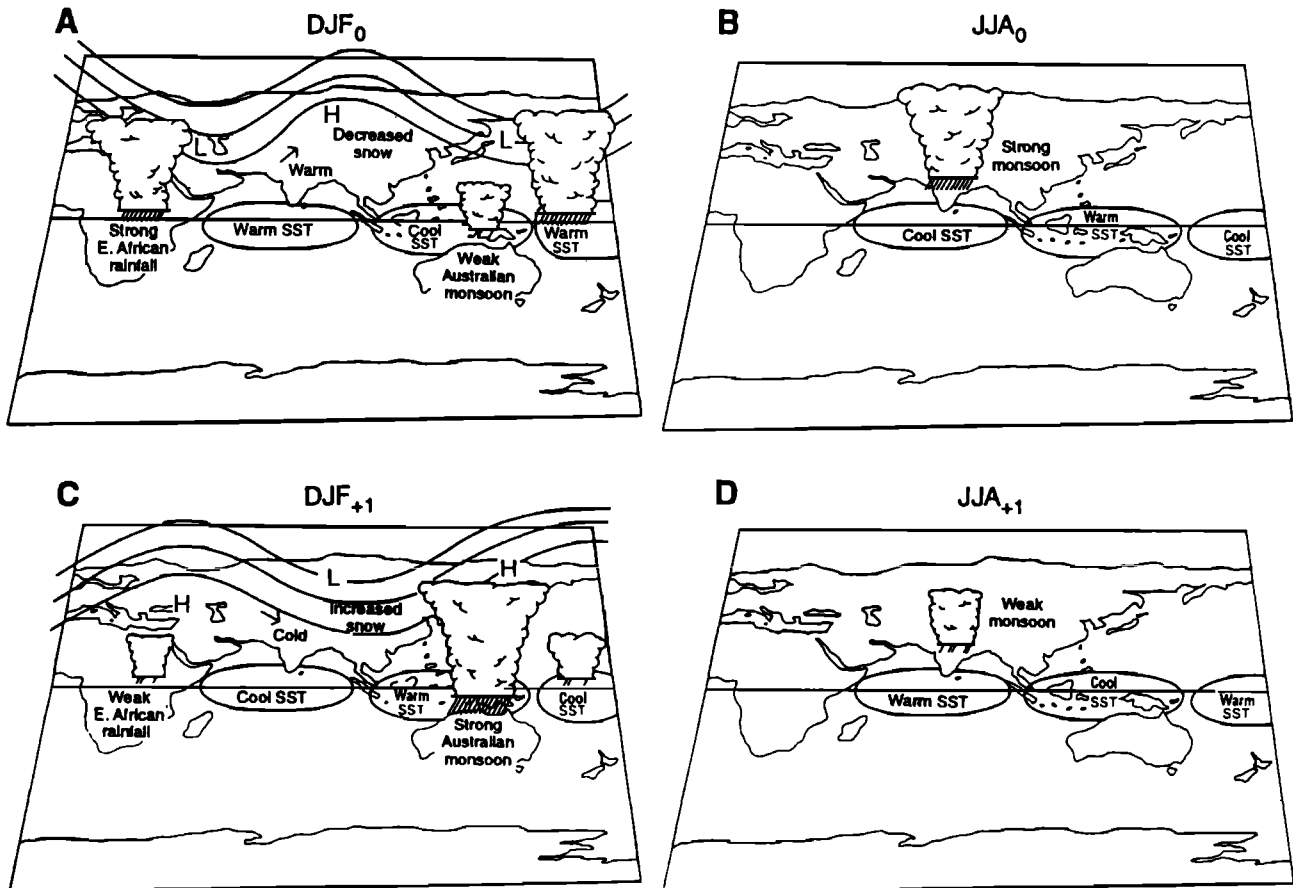 A
DJF0
H
Decreased
snow
L
L
Warm
Strong
E. African
rainfall
Warm SST
Cool
SST
Warm
SST
Weak
Australian
monsoon
B
JJA0
Strong
monsoon
Cool SST
Warm
SST
Cool
SST
C
DJF+1
L
H
H
Increased
snow
Cold
Weak
E. African
rainfall
Cool SST
Warm
SST
Cool
SST
Strong
Australian
monsoon
D
JJA+1
Weak
monsoon
Warm SST
Cool
SST
Warm
SST